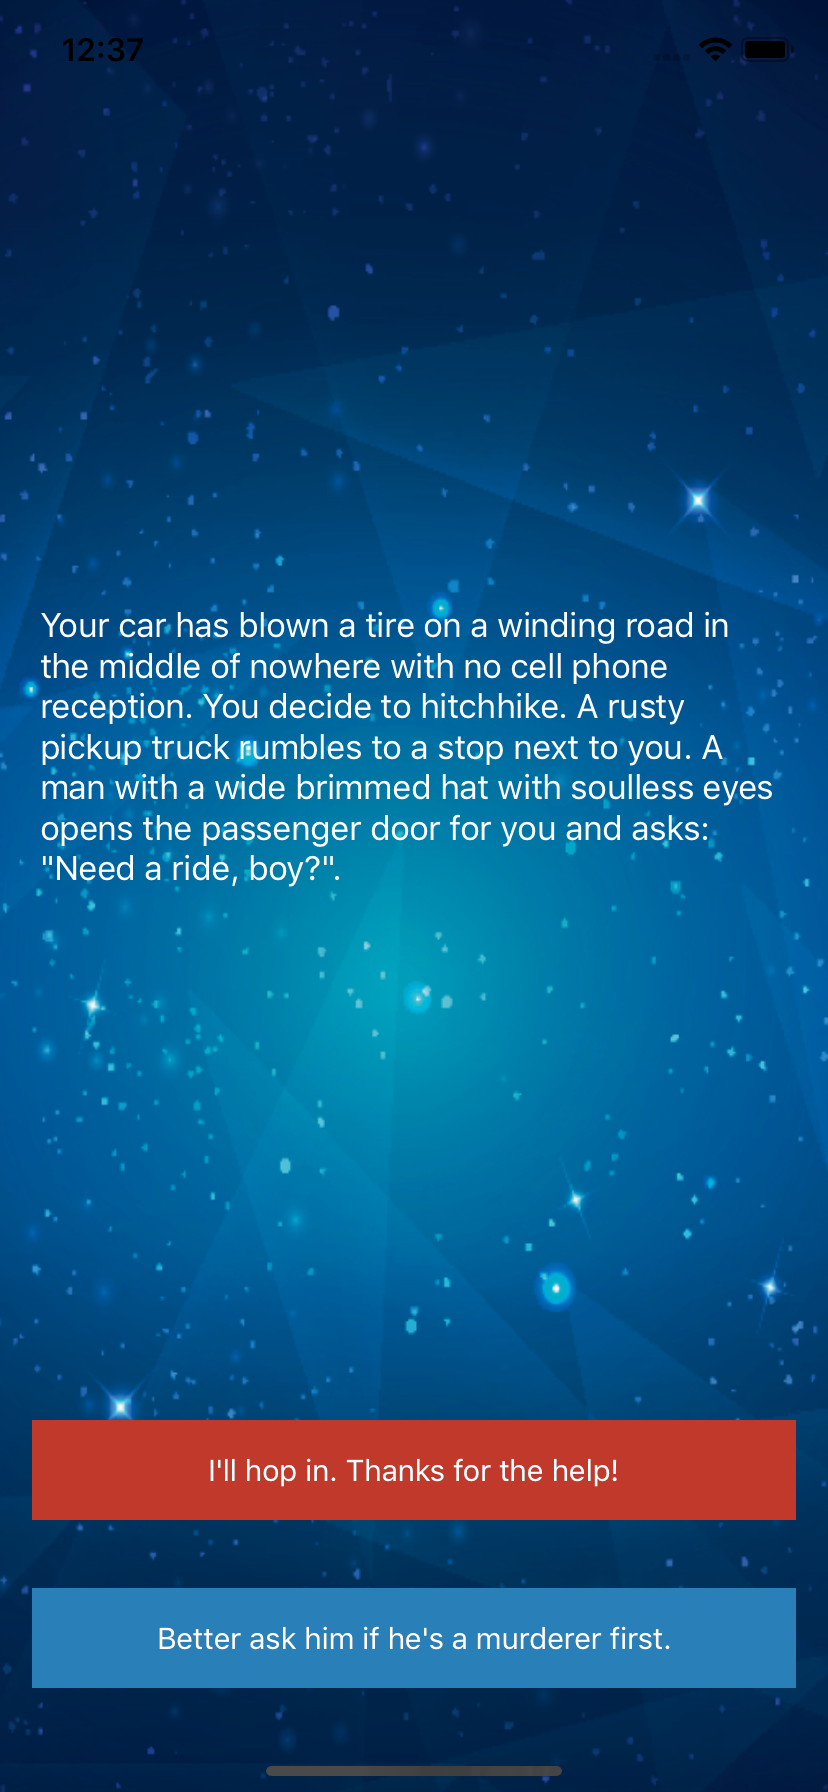 12:37
Your car has blown a tire on a winding road in
the middle of nowhere with no cell phone
reception. You decide to hitchhike. A rusty
pickup truck rumbles to a stop next to you. A
man with a wide brimmed hat with soulless eyes
opens the passenger door for you and asks:
"Need a ride, boy?".
I'll hop in. Thanks for the help!
Better ask him if he's a murderer first.